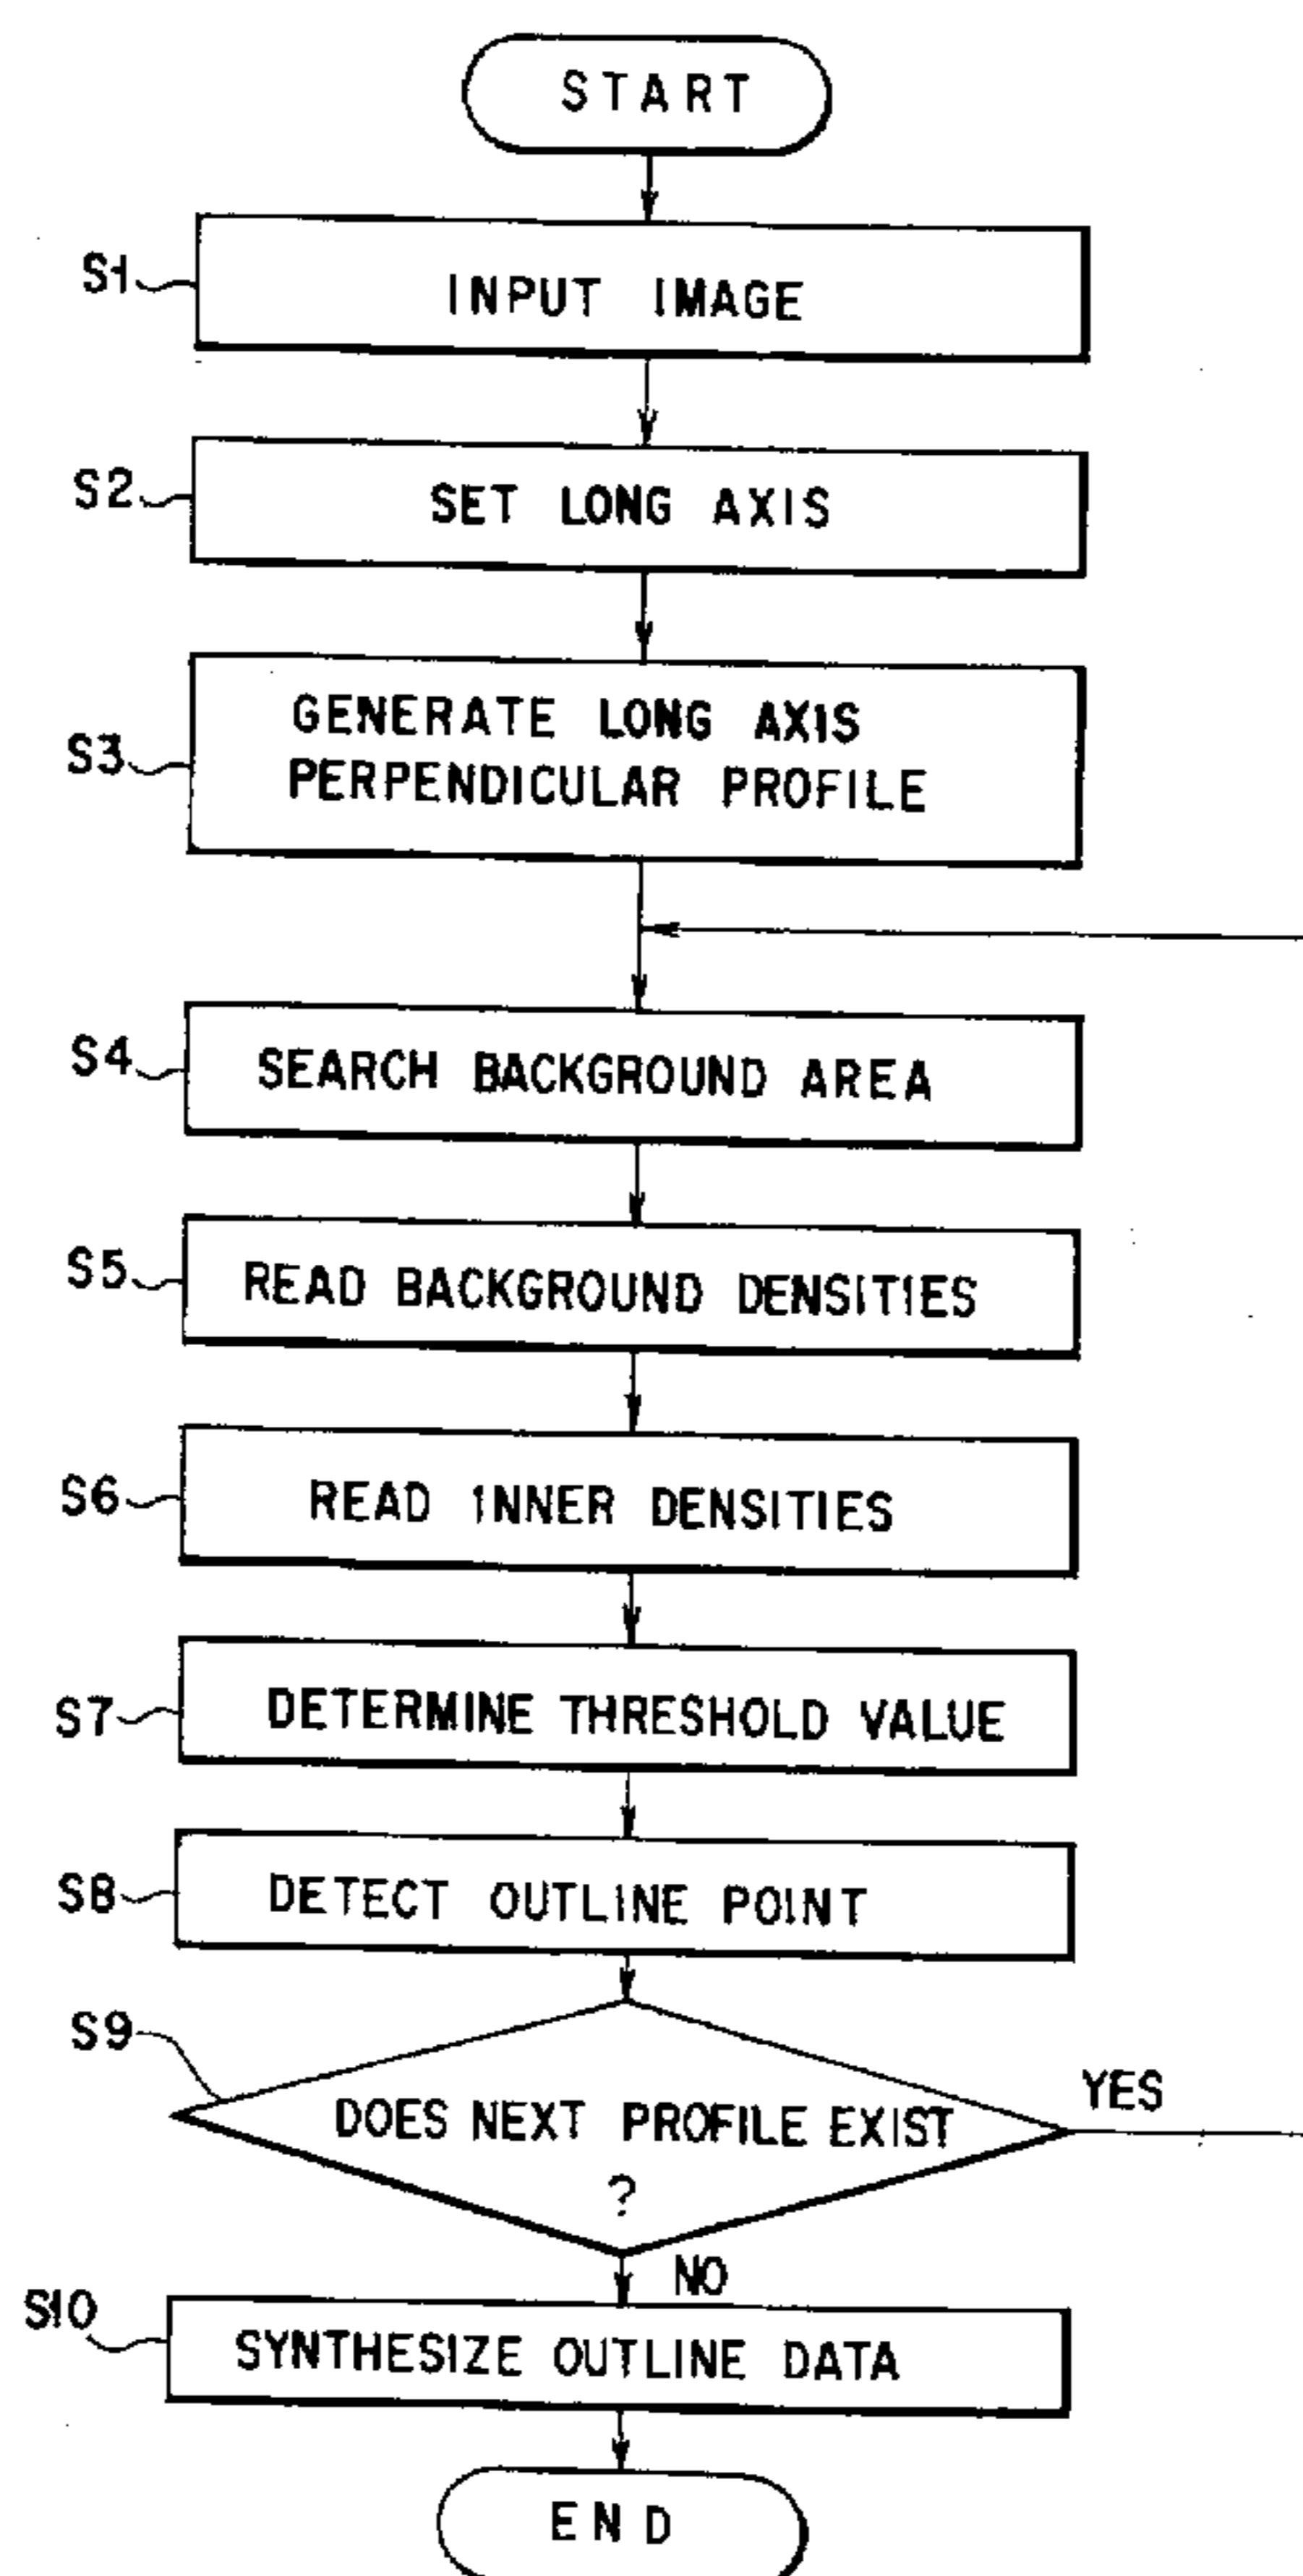 START
S1
INPUT IMAGE
S2
SET LONG AXIS
S3
GENERATE LONG AXIS
PERPENDICULAR PROFILE
S4
SEARCH BACKGROUND AREA
S5
READ BACKGROUND DENSITIES
S6
READ INNER DENSITIES
S7
DETERMINE THRESHOLD VALUE
S8
DETECT OUTLINE POINT
S9
DOES NEXT PROFILE EXIST
?
YES
NO
S10
SYNTHESIZE OUTLINE DATA
END